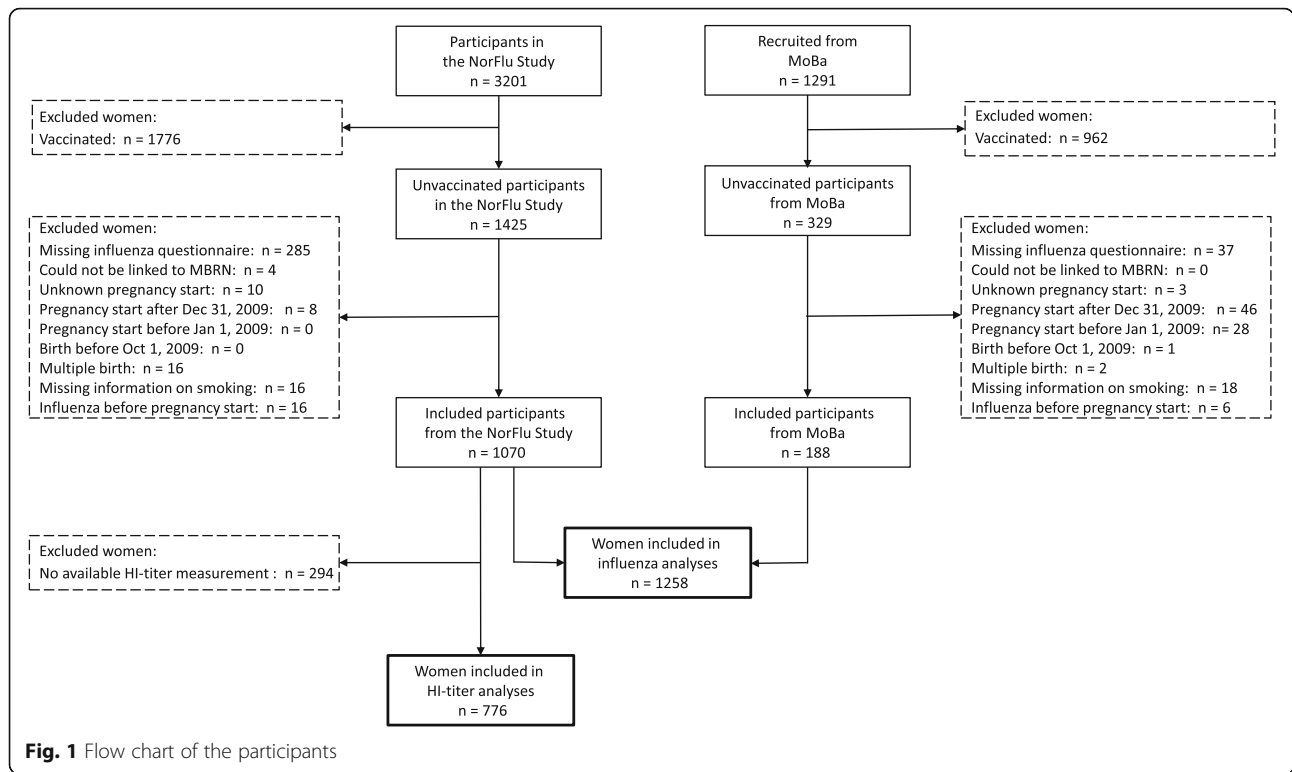 Participants in
the NorFlu Study
n = 3201
Recruited from
MoBa
n = 1291
Excluded women:
Vaccinated: n = 1776
Excluded women:
Vaccinated: n = 962
Unvaccinated participants
in the NorFlu Study
n = 1425
Unvaccinated participants
from MoBa
n = 329
Excluded women:
Missing influenza questionnaire: n = 285
Could not be linked to MBRN: n = 4
Unknown pregnancy start: n = 10
Pregnancy start after Dec 31, 2009: n = 8
Pregnancy start before Jan 1, 2009: n = 0
Birth before Oct 1, 2009: n = 0
Multiple birth: n = 16
Missing information on smoking: n = 16
Influenza before pregnancy start: n = 16
Excluded women:
Missing influenza questionnaire: n = 37
Could not be linked to MBRN: n = 0
Unknown pregnancy start: n = 3
Pregnancy start after Dec 31, 2009: n = 46
Pregnancy start before Jan 1, 2009: n= 28
Birth before Oct 1, 2009: n = 1
Multiple birth: n = 2
Missing information on smoking: n = 18
Influenza before pregnancy start: n = 6
Included participants
from the NorFlu Study
n = 1070
Included participants
from MoBa
n = 188
Excluded women:
No available HI-titer measurement : n = 294
Women included in
influenza analyses
n = 1258
Women included in
HI-titer analyses
n = 776
Fig. 1 Flow chart of the participants